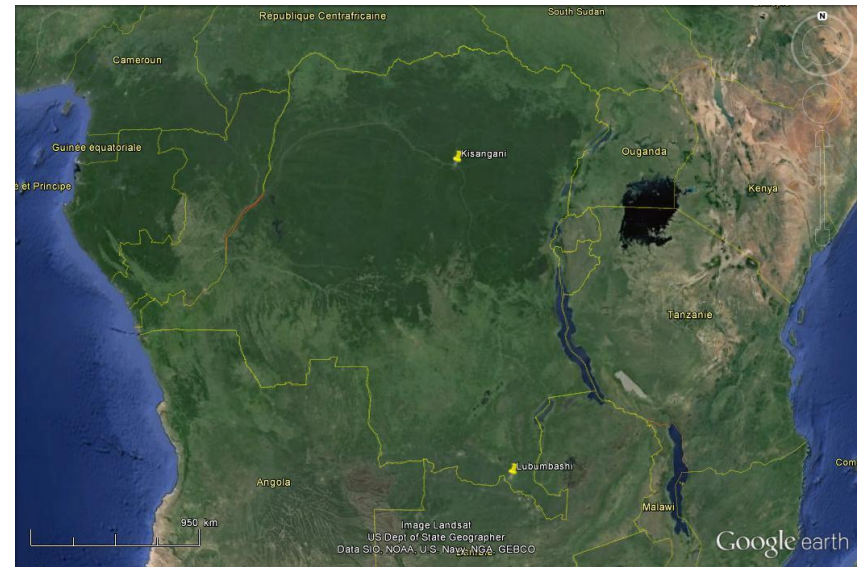 République Centrafricaine
South Sudan
N
Cameroun
Guinée équatoriale
Kisangani
Ouganda
e et Príncipe
Kenya
Tanzanie
Lubumbashi
Com
Angola
Malawi
950 km
Image Landsat
US Dept of State Geographer
Data SIO, NOAA, U.S. Navy, NGA, GEBCO
Google earth